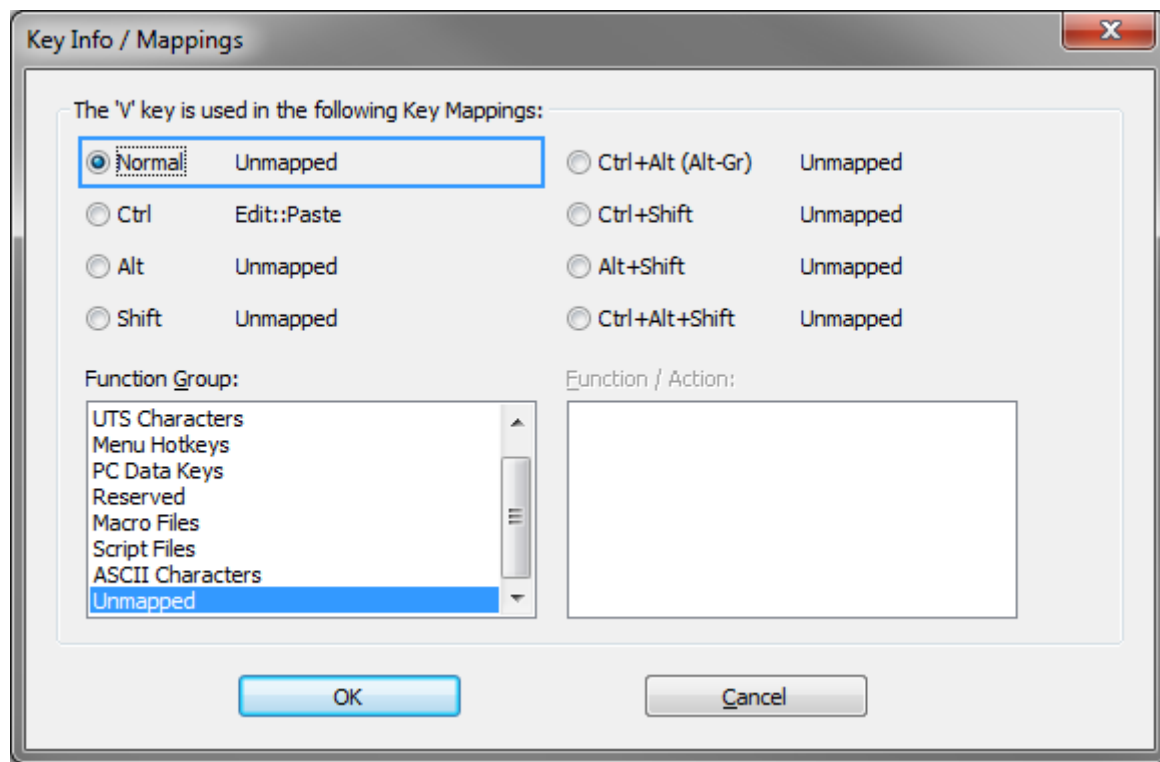 Key Info / Mappings
The 'V' key is used in the following Key Mappings:
Normal Unmapped Ctrl+Alt (Alt-Gr) Unmapped
Ctrl Edit::Paste Ctrl+Shift Unmapped
Alt Unmapped Alt+Shift Unmapped
Shift Unmapped Ctrl+Alt+Shift Unmapped
Function Group: Function / Action:
UTS Characters
Menu Hotkeys
PC Data Keys
Reserved
Macro Files
Script Files
ASCII Characters
Unmapped
OK Cancel